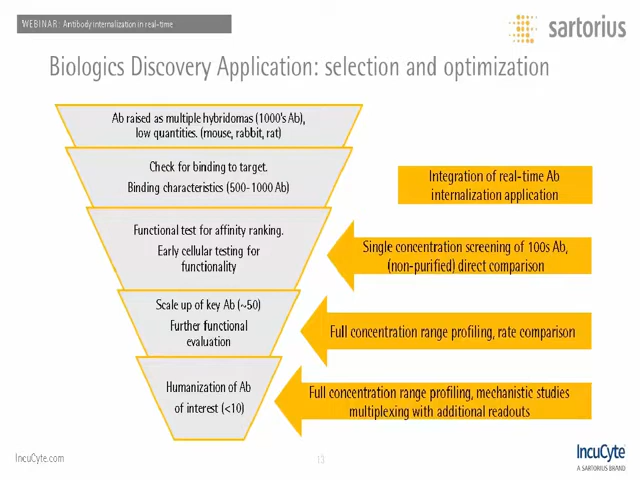 WEBINAR: Antibody internalization in real-time
sartorius
Biologics Discovery Application: selection and optimization
Ab raised as multiple hybridomas (1000's Ab),
low quantities. (mouse, rabbit, rat)
Check for binding to target.
Binding characteristics (500-1000 Ab)
Integration of real-time Ab
internalization application
Functional test for affinity ranking.
Early cellular testing for
functionality
Single concentration screening of 100s Ab,
(non-purified) direct comparison
Scale up of key Ab (~50)
Further functional
evaluation
Full concentration range profiling, rate comparison
Humanization of Ab
of interest (<10)
Full concentration range profiling, mechanistic studies
multiplexing with additional readouts
IncuCyte.com
13
IncuCyte
A SARTORIUS BRAND